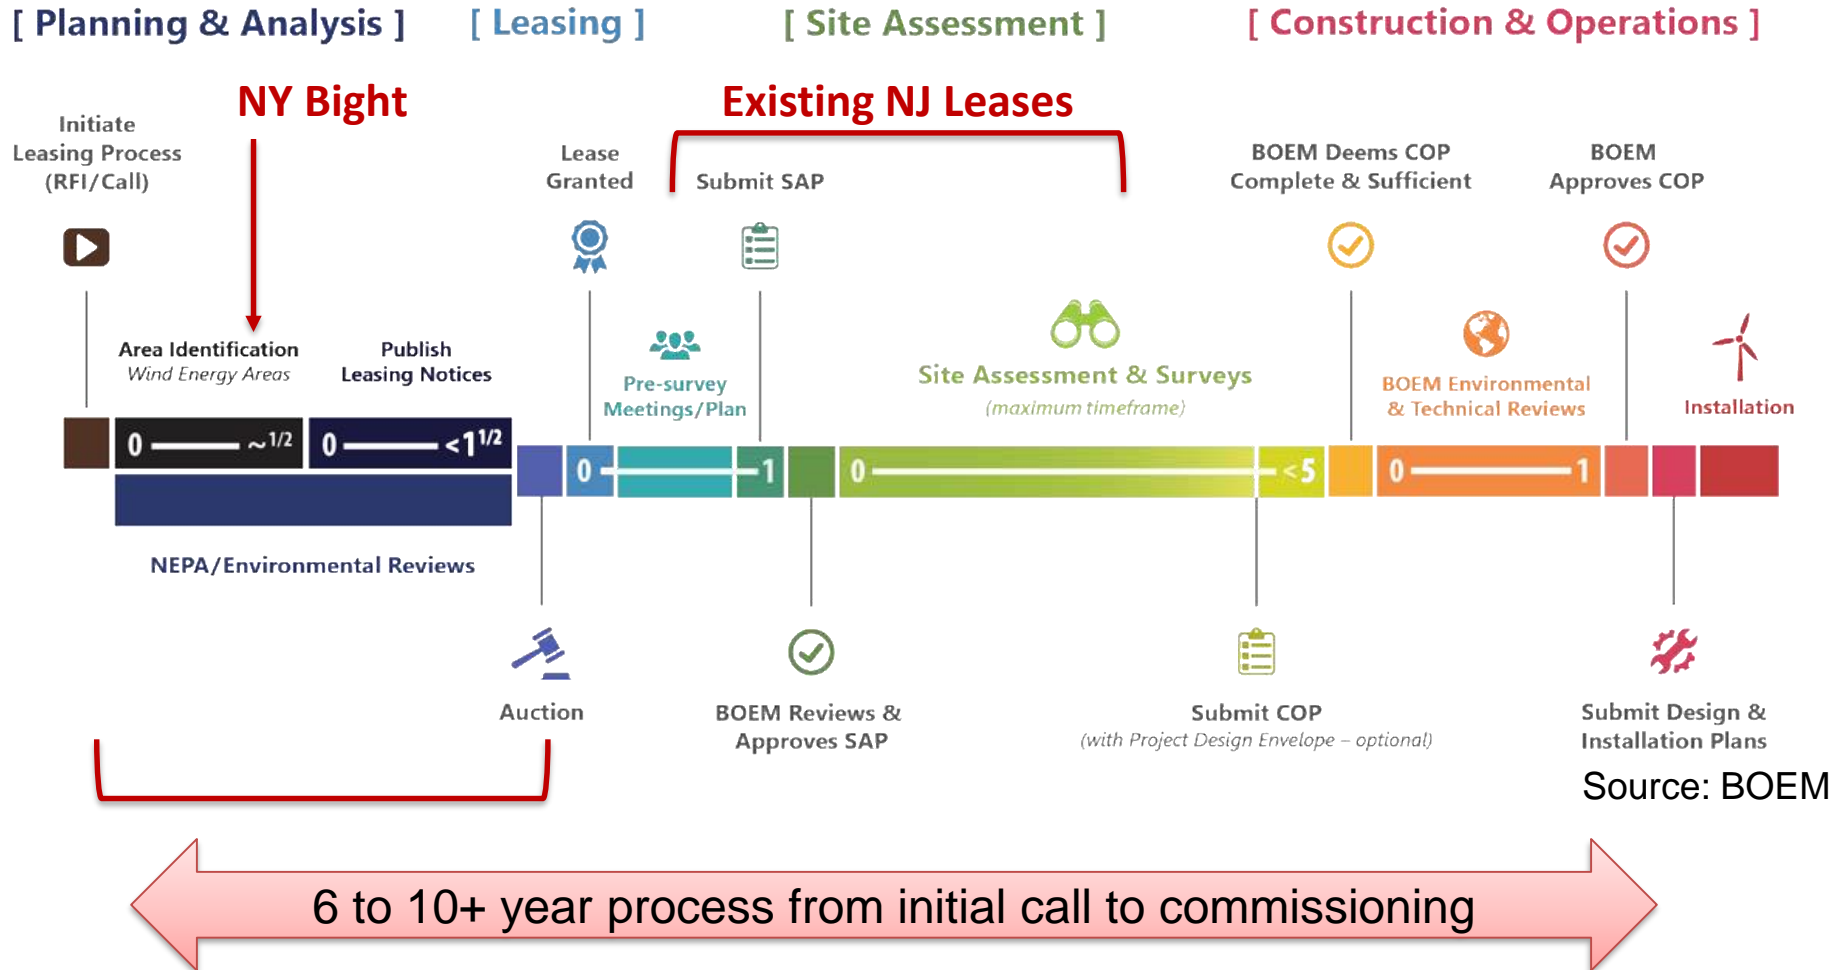 [ Planning & Analysis ]
[ Leasing ]
[ Site Assessment ]
[ Construction & Operations ]
NY Bight
Existing NJ Leases
Initiate
Leasing Process
(RFI/Call)
Lease
Granted
Submit SAP
BOEM Deems COP
Complete & Sufficient
BOEM
Approves COP
Area Identification
Wind Energy Areas
Publish
Leasing Notices
Pre-survey
Meetings/Plan
Site Assessment & Surveys
(maximum timeframe)
BOEM Environmental
& Technical Reviews
Installation
0 ~1/2
0 <1 1/2
0 1
0 <5
0 1
NEPA/Environmental Reviews
Auction
BOEM Reviews &
Approves SAP
Submit COP
(with Project Design Envelope – optional)
Submit Design &
Installation Plans
Source: BOEM
6 to 10+ year process from initial call to commissioning